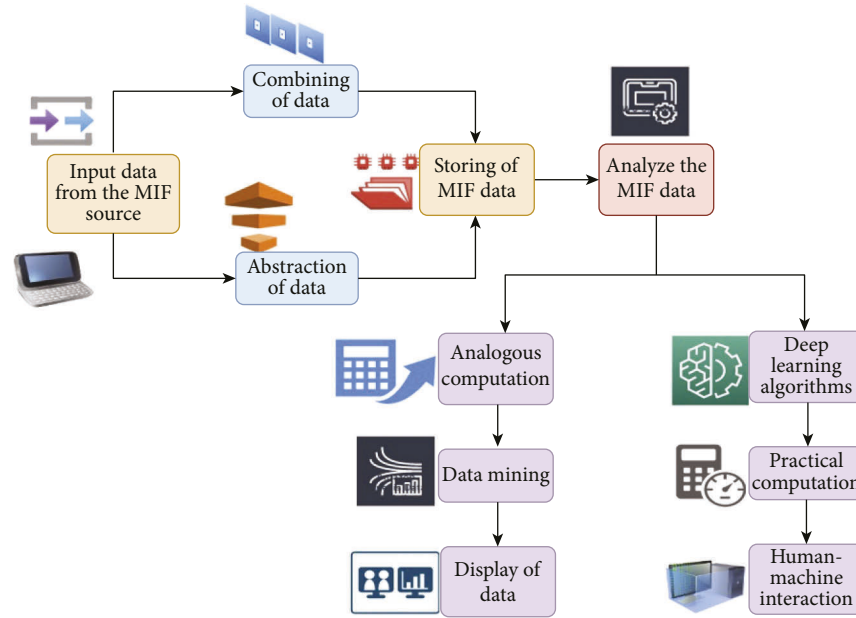 Combining
of data
Input data
from the MIF
source
Storing of
MIF data
Analyze the
MIF data
Abstraction
of data
Analogous
computation
Deep
learning
algorithms
Data mining
Practical
computation
Display of
data
Human-
machine
interaction